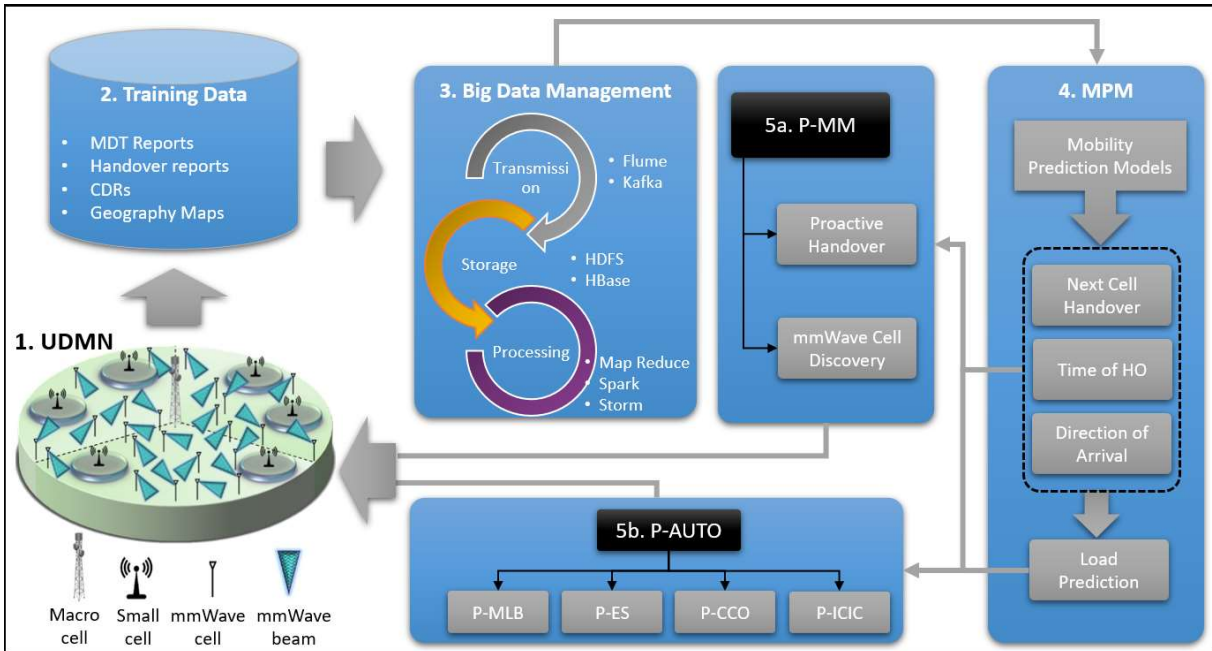 2. Training Data
• MDT Reports
• Handover reports
• CDRs
• Geography Maps
1. UDMN
Macro
cell
Small
cell
mmWave
cell
mmWave
beam
3. Big Data Management
Transmissi
on
• Flume
• Kafka
Storage
• HDFS
• HBase
Processing
• Map Reduce
• Spark
• Storm
5a. P-MM
Proactive
Handover
mmWave Cell
Discovery
4. MPM
Mobility
Prediction Models
Next Cell
Handover
Time of HO
Direction of
Arrival
Load
Prediction
5b. P-AUTO
P-MLB
P-ES
P-CCO
P-ICIC